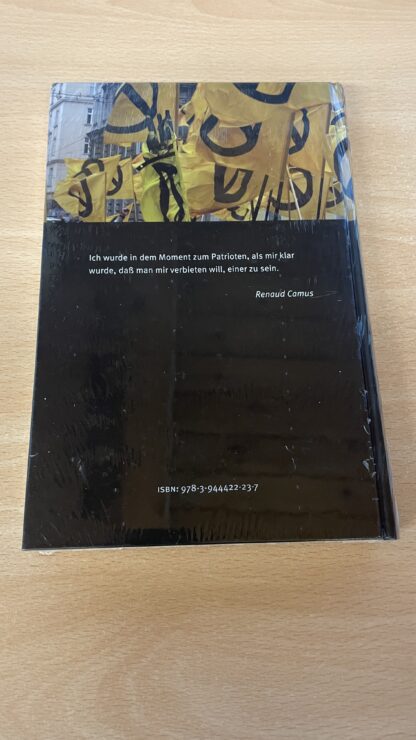 Ich wurde in dem Moment zum Patrioten, als mir klar
wurde, daß man mir verbieten will, einer zu sein.
Renaud Camus
ISBN: 978-3-944422-23-7